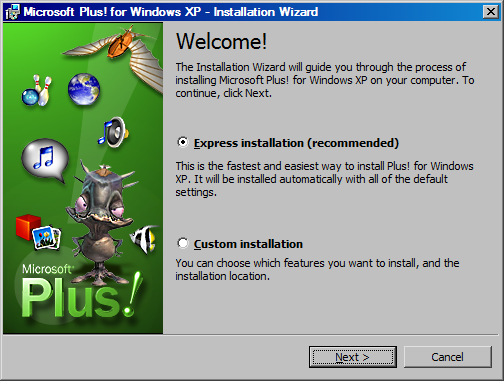 Microsoft Plus! for Windows XP - Installation Wizard
Welcome!
The Installation Wizard will guide you through the process of
installing Microsoft Plus! for Windows XP on your computer. To
continue, click Next.
Express installation (recommended)
This is the fastest and easiest way to install Plus! for Windows
XP. It will be installed automatically with all of the default
settings.
Custom installation
You can choose which features you want to install, and the
installation location.
Microsoft
Plus!
Next >
Cancel